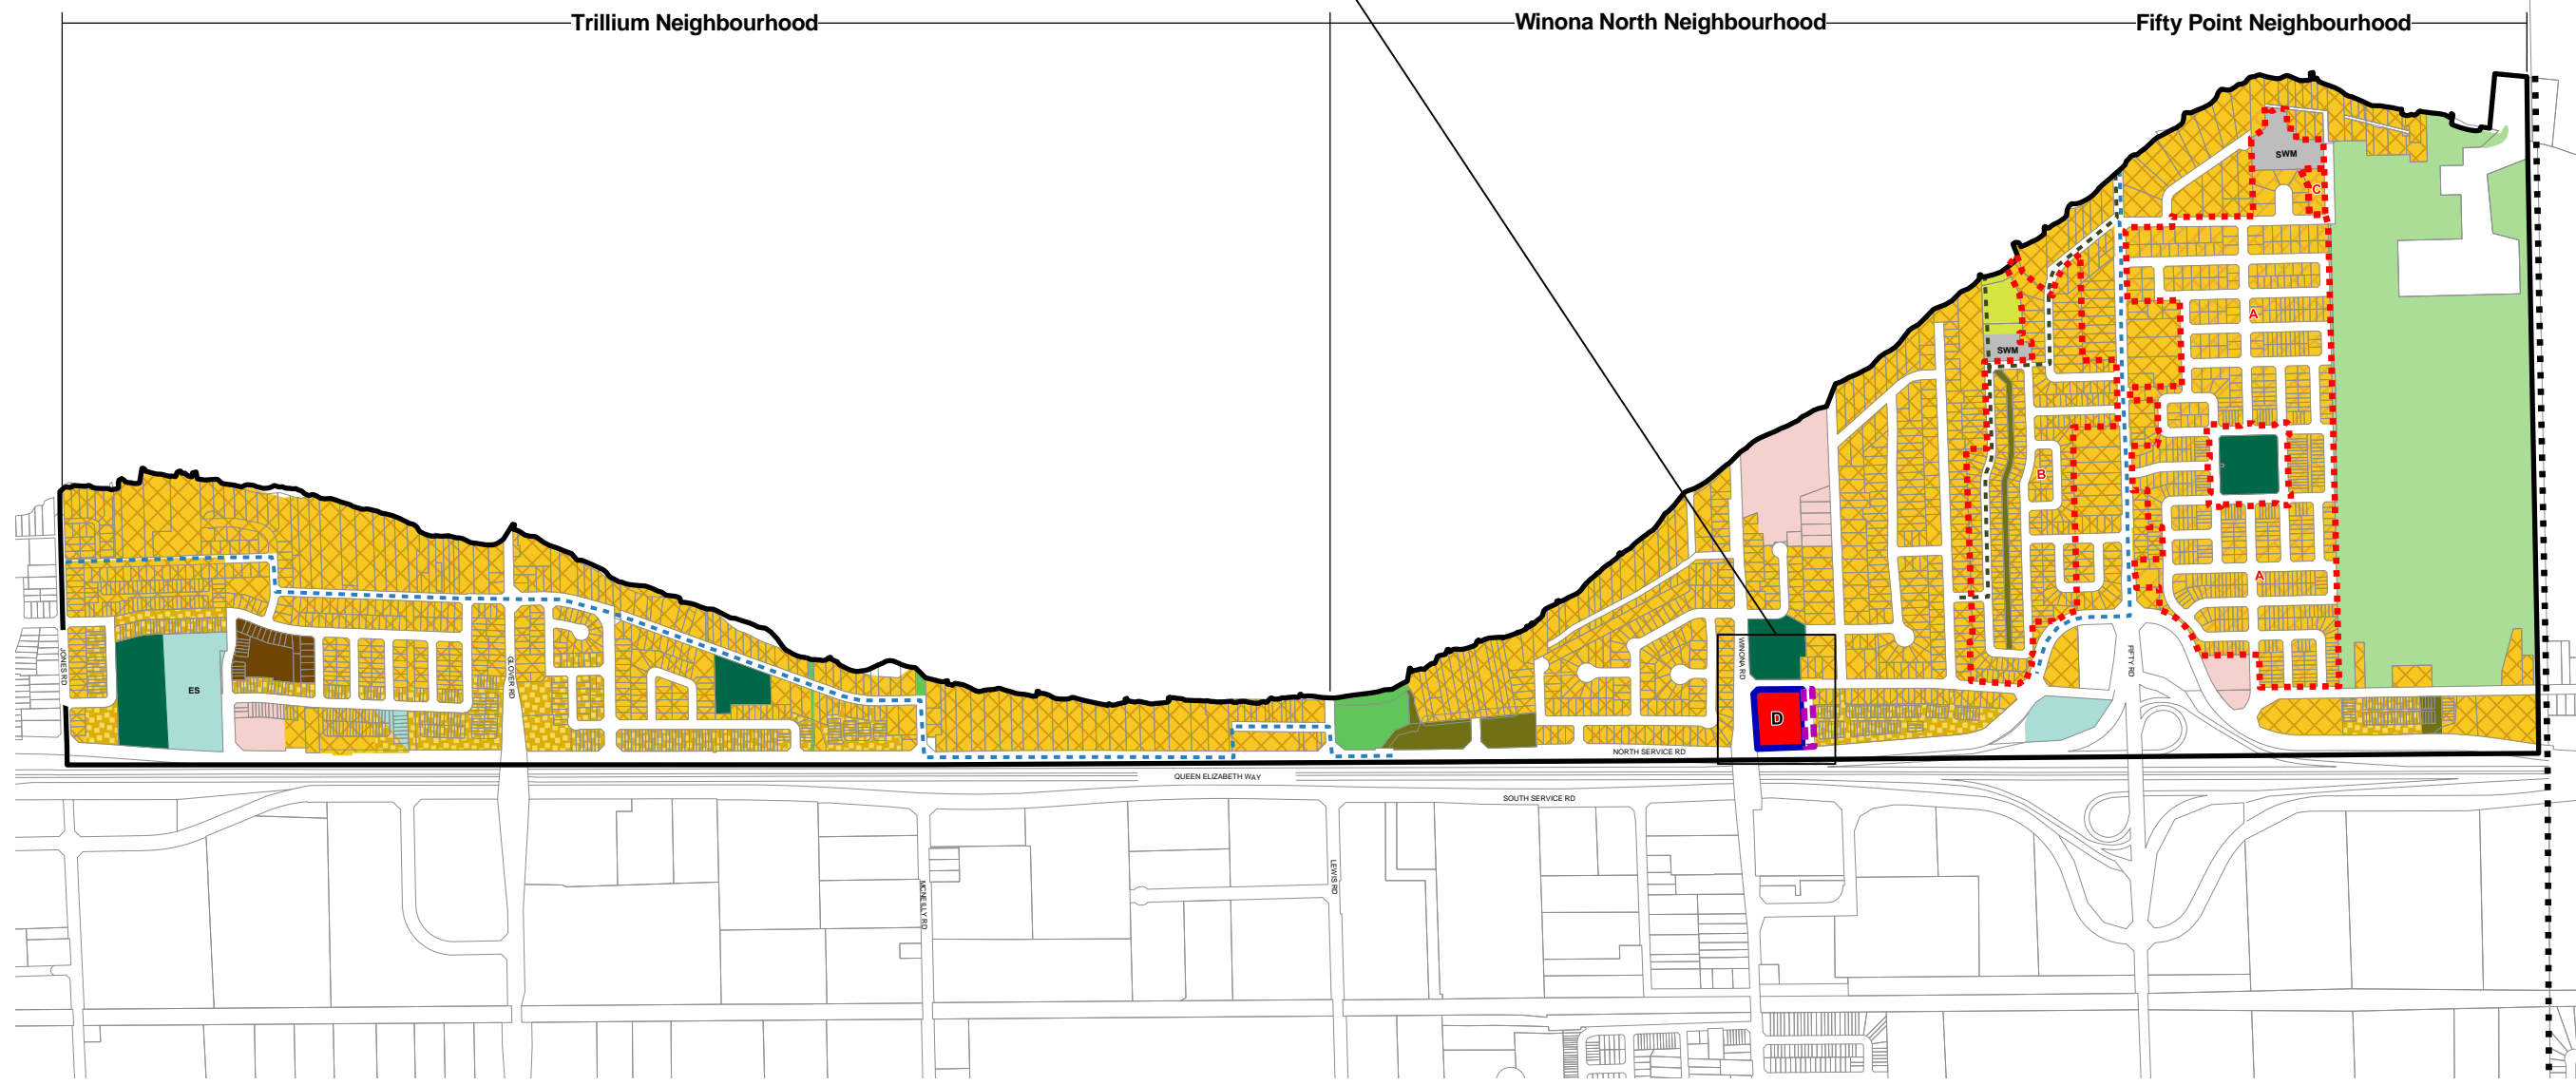 Trillium Neighbourhood
Winona North Neighbourhood
Fifty Point Neighbourhood
SWM
C
A
SWM
B
A
JONES RD
ES
GLOVER RD
WINONA RD
FIFTY RD
D
NORTH SERVICE RD
QUEEN ELIZABETH WAY
SOUTH SERVICE RD
MCNEILLY RD
LEWIS RD